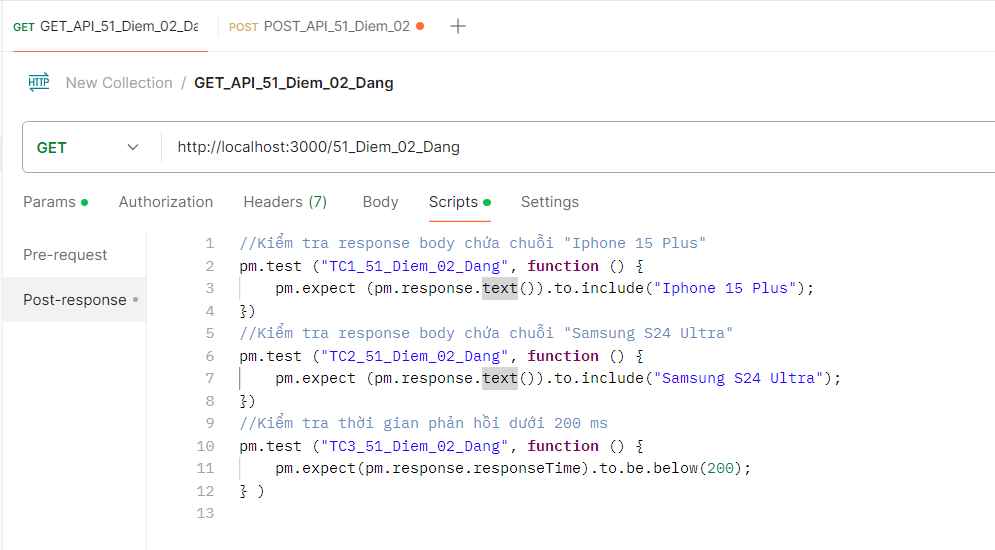 GET GET_API_51_Diem_02_Da POST POST_API_51_Diem_02 +
HTTP New Collection / GET_API_51_Diem_02_Dang
GET http://localhost:3000/51_Diem_02_Dang
Params Authorization Headers (7) Body Scripts Settings
Pre-request
Post-response
1 //Kiểm tra response body chứa chuỗi "Iphone 15 Plus"
2 pm.test ("TC1_51_Diem_02_Dang", function () {
3 pm.expect (pm.response.text()).to.include("Iphone 15 Plus");
4 })
5 //Kiểm tra response body chứa chuỗi "Samsung S24 Ultra"
6 pm.test ("TC2_51_Diem_02_Dang", function () {
7 pm.expect (pm.response.text()).to.include("Samsung S24 Ultra");
8 })
9 //Kiểm tra thời gian phản hồi dưới 200 ms
10 pm.test ("TC3_51_Diem_02_Dang", function () {
11 pm.expect(pm.response.responseTime).to.be.below(200);
12 } )
13